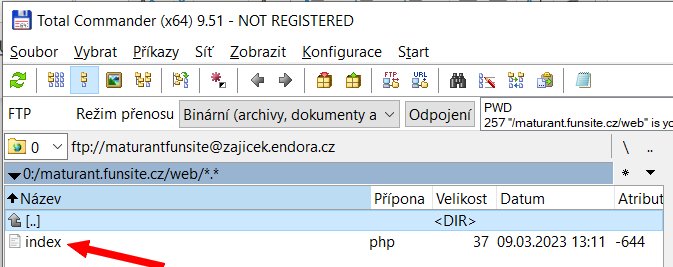 Total Commander (x64) 9.51 - NOT REGISTERED
Soubor Vybrat Příkazy Síť Zobrazit Konfigurace Start
FTP URL
FTP Režim přenosu Binární (archivy, dokumenty a Odpojení PWD
257 "/maturant.funsite.cz/web" is yo
0 ftp://maturantfunsite@zajicek.endora.cz \ ..
0:/maturant.funsite.cz/web/*.* * ▼
Název Přípona Velikost Datum Atribut
[..] <DIR>
index php 37 09.03.2023 13:11 -644